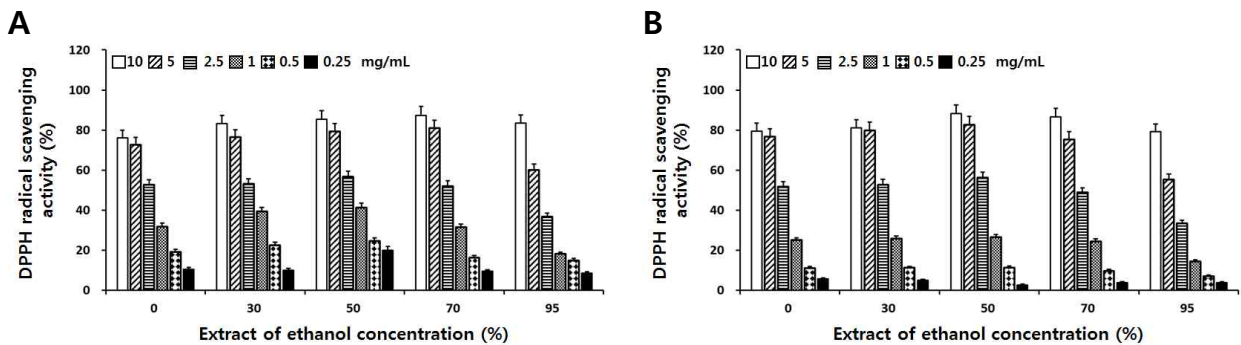 A
DPPH radical scavenging
activity (%)
120
100
80
60
40
20
0
10 5 2.5 1 0.5 0.25 mg/mL
0 30 50 70 95
Extract of ethanol concentration (%)
B
DPPH radical scavenging
activity (%)
120
100
80
60
40
20
0
10 5 2.5 1 0.5 0.25 mg/mL
0 30 50 70 95
Extract of ethanol concentration (%)